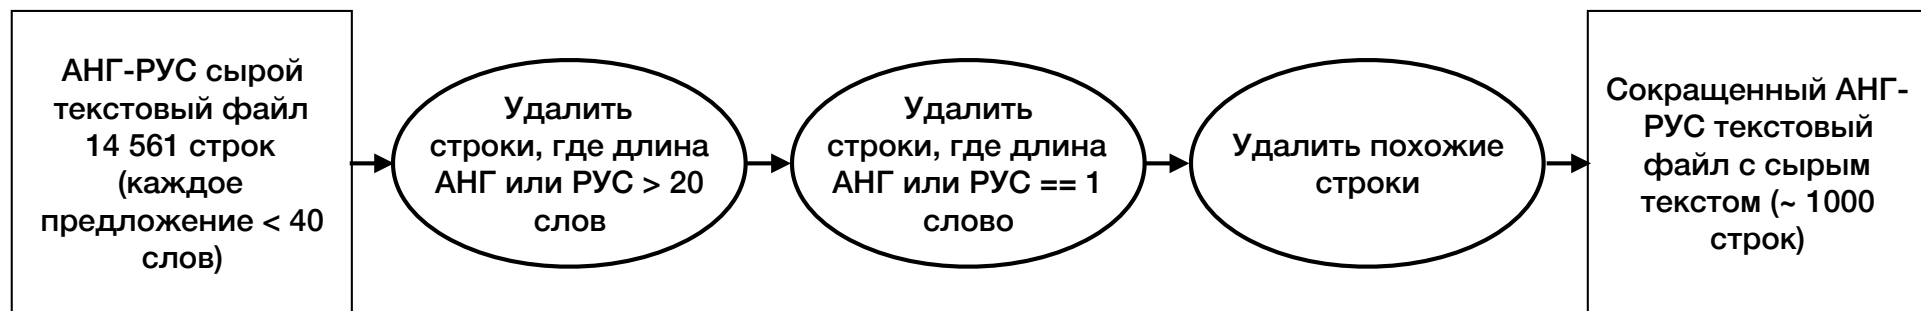 АНГ-РУС сырой
текстовый файл
14 561 строк
(каждое
предложение < 40
слов)
Удалить
строки, где длина
АНГ или РУС > 20
слов
Удалить
строки, где длина
АНГ или РУС == 1
слово
Удалить похожие
строки
Сокращенный АНГ-
РУС текстовый
файл с сырым
текстом (~ 1000
строк)